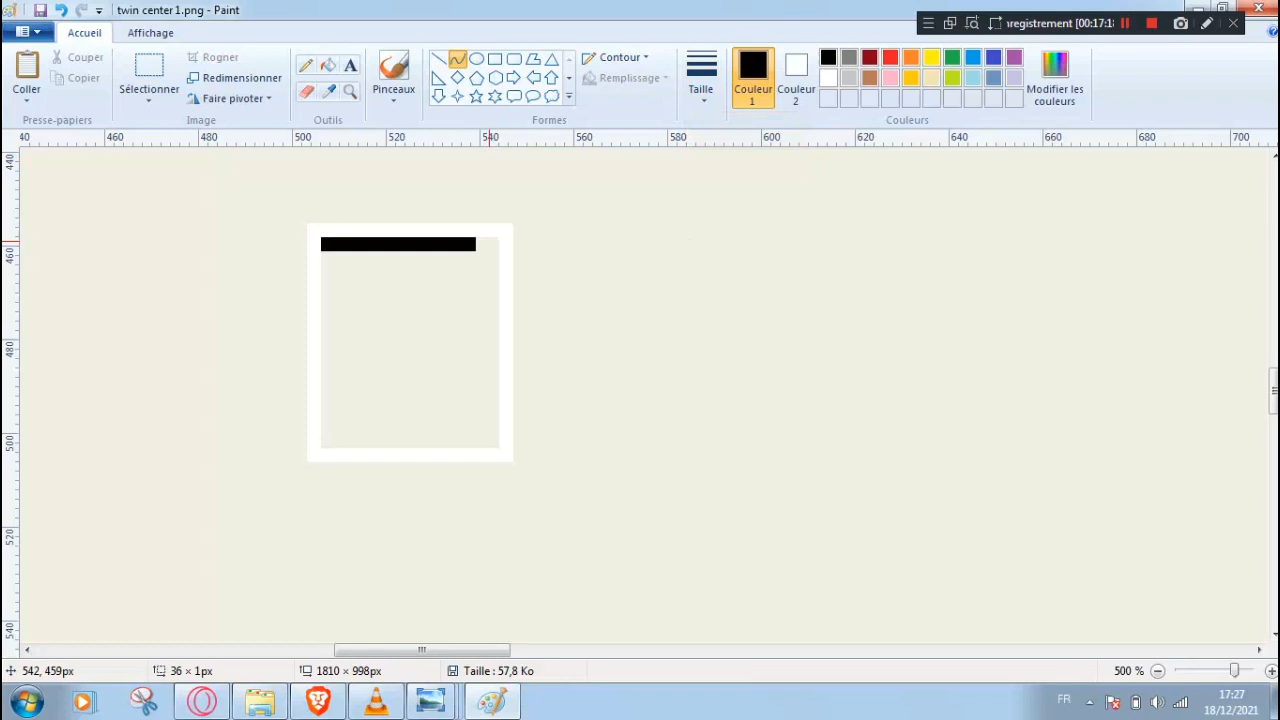 twin center 1.png - Paint
nregistrement [00:17:18
Accueil
Affichage
Coller
Couper
Copier
Presse-papiers
Sélectionner
Rogner
Redimensionner
Faire pivoter
Image
Outils
Pinceaux
Contour
Remplissage
Formes
Taille
Couleur
1
Couleur
2
Modifier les
couleurs
Couleurs
40 460 480 500 520 540 560 580 600 620 640 660 680 700
440
460
480
500
520
540
542, 459px
36 × 1px
1810 × 998px
Taille : 57,8 Ko
500 %
FR
17:27
18/12/2021